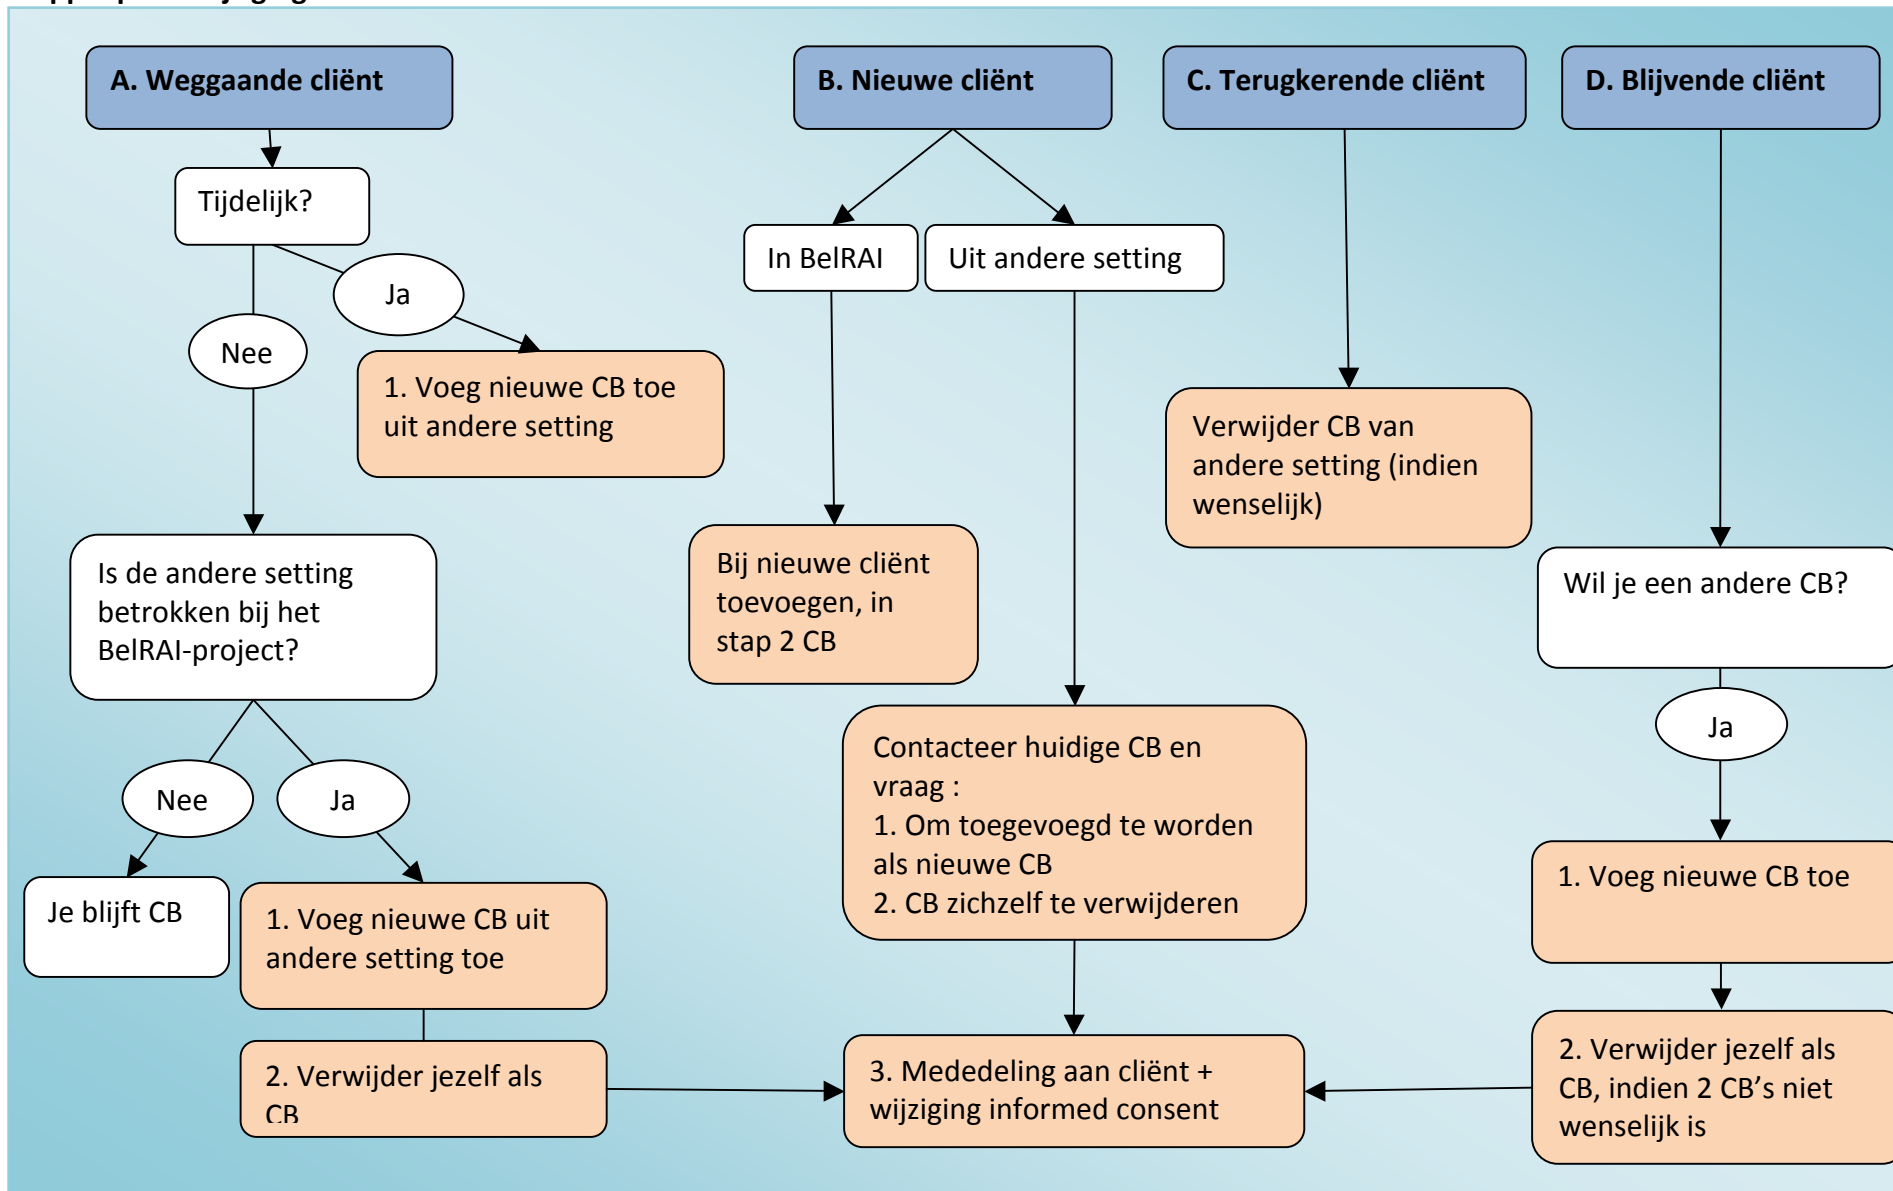 A. Weggaande cliënt
B. Nieuwe cliënt
C. Terugkerende cliënt
D. Blijvende cliënt
Tijdelijk?
In BelRAI
Uit andere setting
Ja
Nee
1. Voeg nieuwe CB toe
uit andere setting
Verwijder CB van
andere setting (indien
wenselijk)
Is de andere setting
betrokken bij het
BelRAI-project?
Bij nieuwe cliënt
toevoegen, in
stap 2 CB
Wil je een andere CB?
Ja
Nee
Ja
Contacteer huidige CB en
vraag :
1. Om toegevoegd te worden
als nieuwe CB
2. CB zichzelf te verwijderen
Je blijft CB
1. Voeg nieuwe CB uit
andere setting toe
1. Voeg nieuwe CB toe
2. Verwijder jezelf als
CB
3. Mededeling aan cliënt +
wijziging informed consent
2. Verwijder jezelf als
CB, indien 2 CB’s niet
wenselijk is